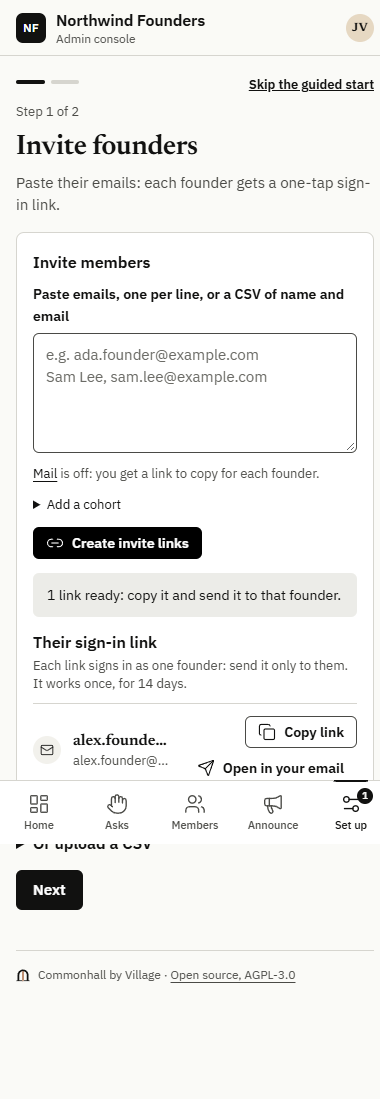 NF
Northwind Founders
Admin console
JV
Skip the guided start
Step 1 of 2
Invite founders
Paste their emails: each founder gets a one-tap sign-
in link.
Invite members
Paste emails, one per line, or a CSV of name and
email
e.g. ada.founder@example.com
Sam Lee, sam.lee@example.com
Mail is off: you get a link to copy for each founder.
Add a cohort
Create invite links
1 link ready: copy it and send it to that founder.
Their sign-in link
Each link signs in as one founder: send it only to them.
It works once, for 14 days.
alex.founde...
alex.founder@...
Copy link
Open in your email
Home
Asks
Members
Announce
Set up
1
Or upload a CSV
Next
Commonhall by Village · Open source, AGPL-3.0